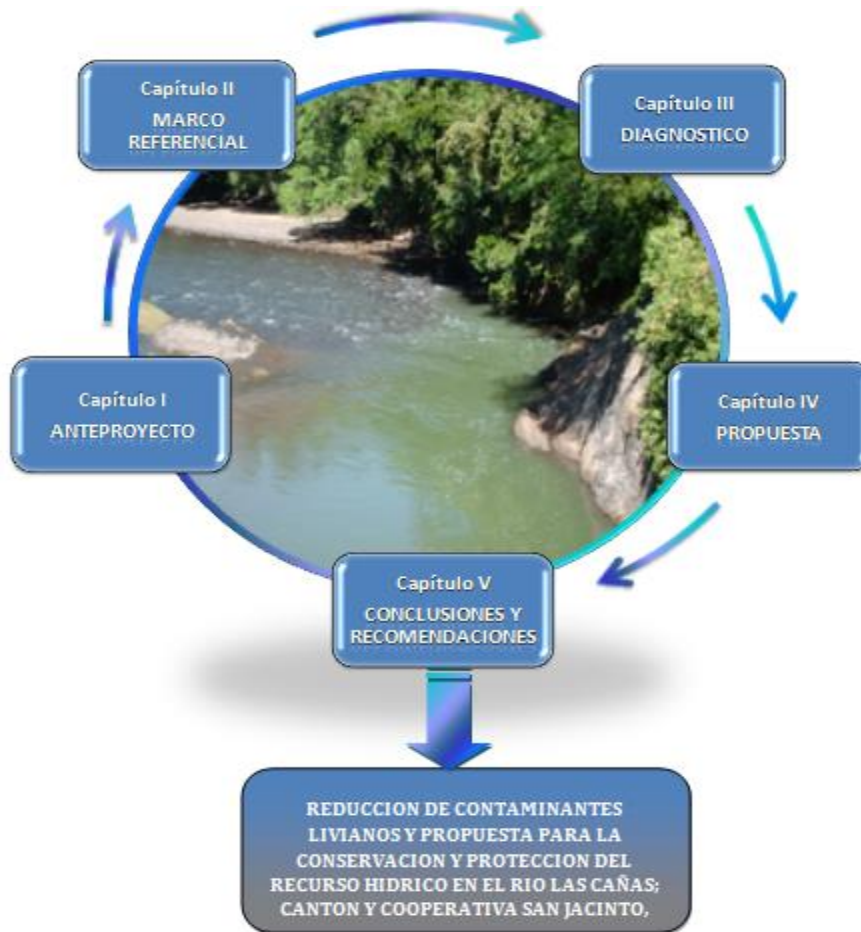 Capítulo II
MARCO
REFERENCIAL
Capítulo III
DIAGNOSTICO
Capítulo I
ANTEPROYECTO
Capítulo IV
PROPUESTA
Capítulo V
CONCLUSIONES Y
RECOMENDACIONES
REDUCCION DE CONTAMINANTES
LIVIANOS Y PROPUESTA PARA LA
CONSERVACION Y PROTECCION DEL
RECURSO HIDRICO EN EL RIO LAS CAÑAS;
CANTON Y COOPERATIVA SAN JACINTO,